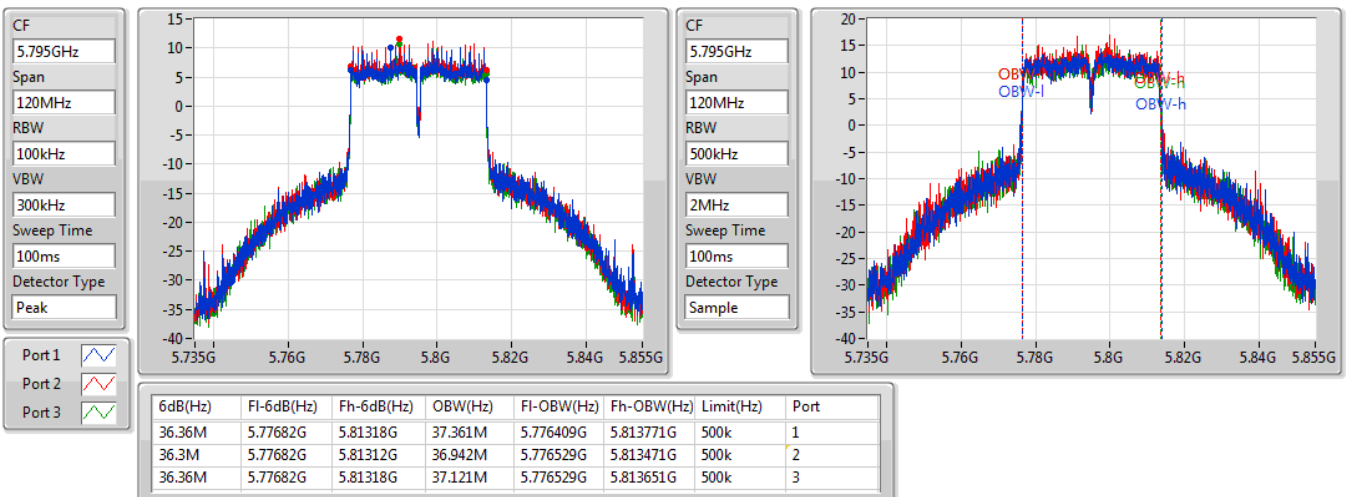 CF
5.795GHz
Span
120MHz
RBW
100kHz
VBW
300kHz
Sweep Time
100ms
Detector Type
Peak
15
10
5
0
-5
-10
-15
-20
-25
-30
-35
-40
5.735G 5.76G 5.78G 5.8G 5.82G 5.84G 5.855G
CF
5.795GHz
Span
120MHz
RBW
500kHz
VBW
2MHz
Sweep Time
100ms
Detector Type
Sample
20
15
10
5
0
-5
-10
-15
-20
-25
-30
-35
-40
OBW-l
OBW-h
OBW-h
5.735G 5.76G 5.78G 5.8G 5.82G 5.84G 5.855G
Port 1
Port 2
Port 3
6dB(Hz) Fl-6dB(Hz) Fh-6dB(Hz) OBW(Hz) Fl-OBW(Hz) Fh-OBW(Hz) Limit(Hz) Port
36.36M 5.77682G 5.81318G 37.361M 5.776409G 5.813771G 500k 1
36.3M 5.77682G 5.81312G 36.942M 5.776529G 5.813471G 500k 2
36.36M 5.77682G 5.81318G 37.121M 5.776529G 5.813651G 500k 3